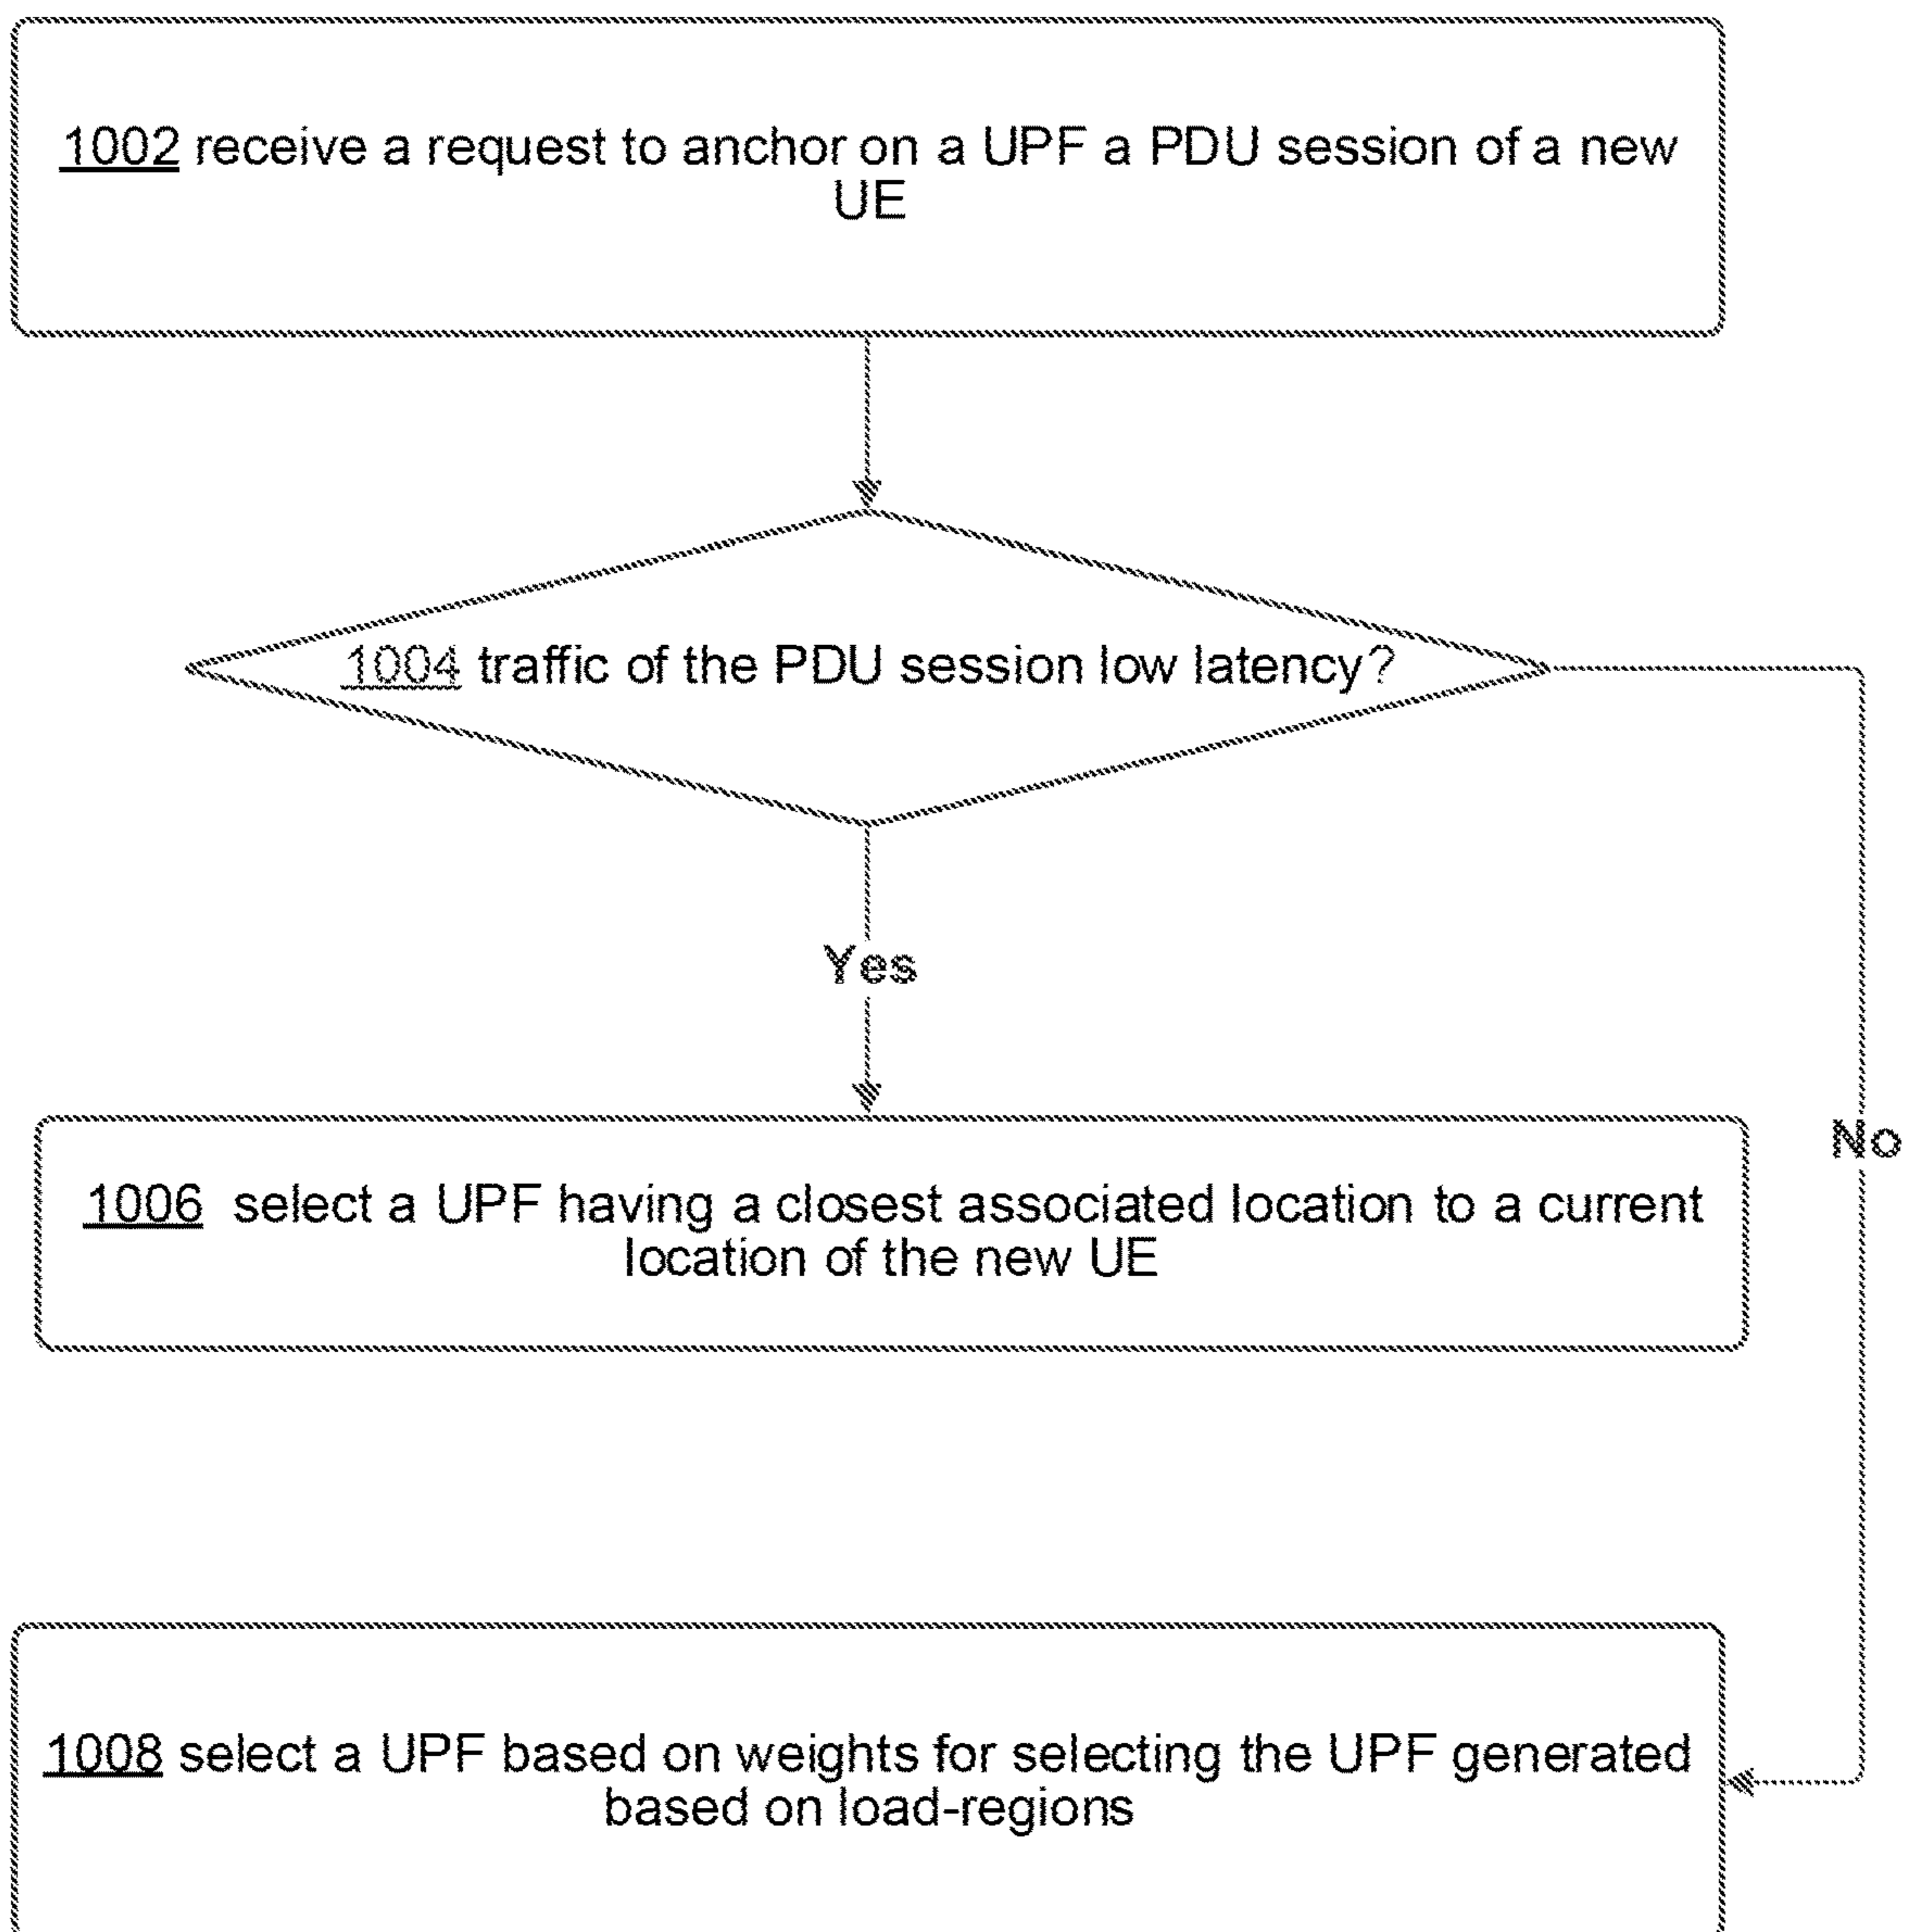 1002 receive a request to anchor on a UPF a PDU session of a new
UE
1004 traffic of the PDU session low latency?
Yes
No
1006 select a UPF having a closest associated location to a current
location of the new UE
1008 select a UPF based on weights for selecting the UPF generated
based on load-regions